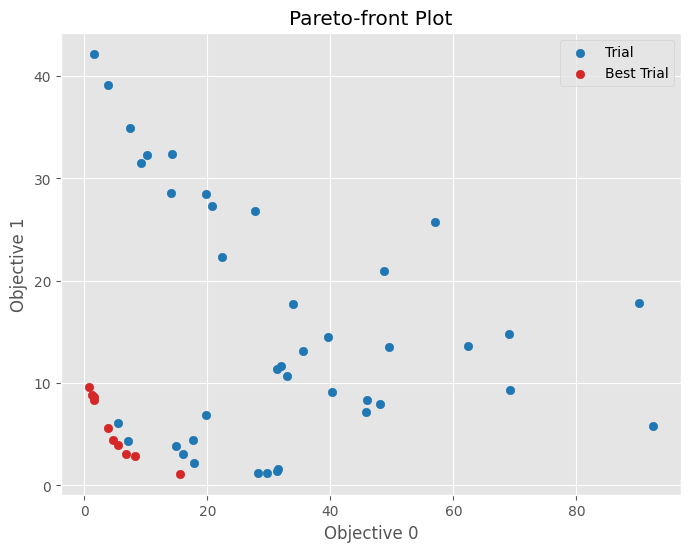 Pareto-front Plot
Trial
Best Trial
Objective 1
40
30
20
10
0
0 20 40 60 80
Objective 0